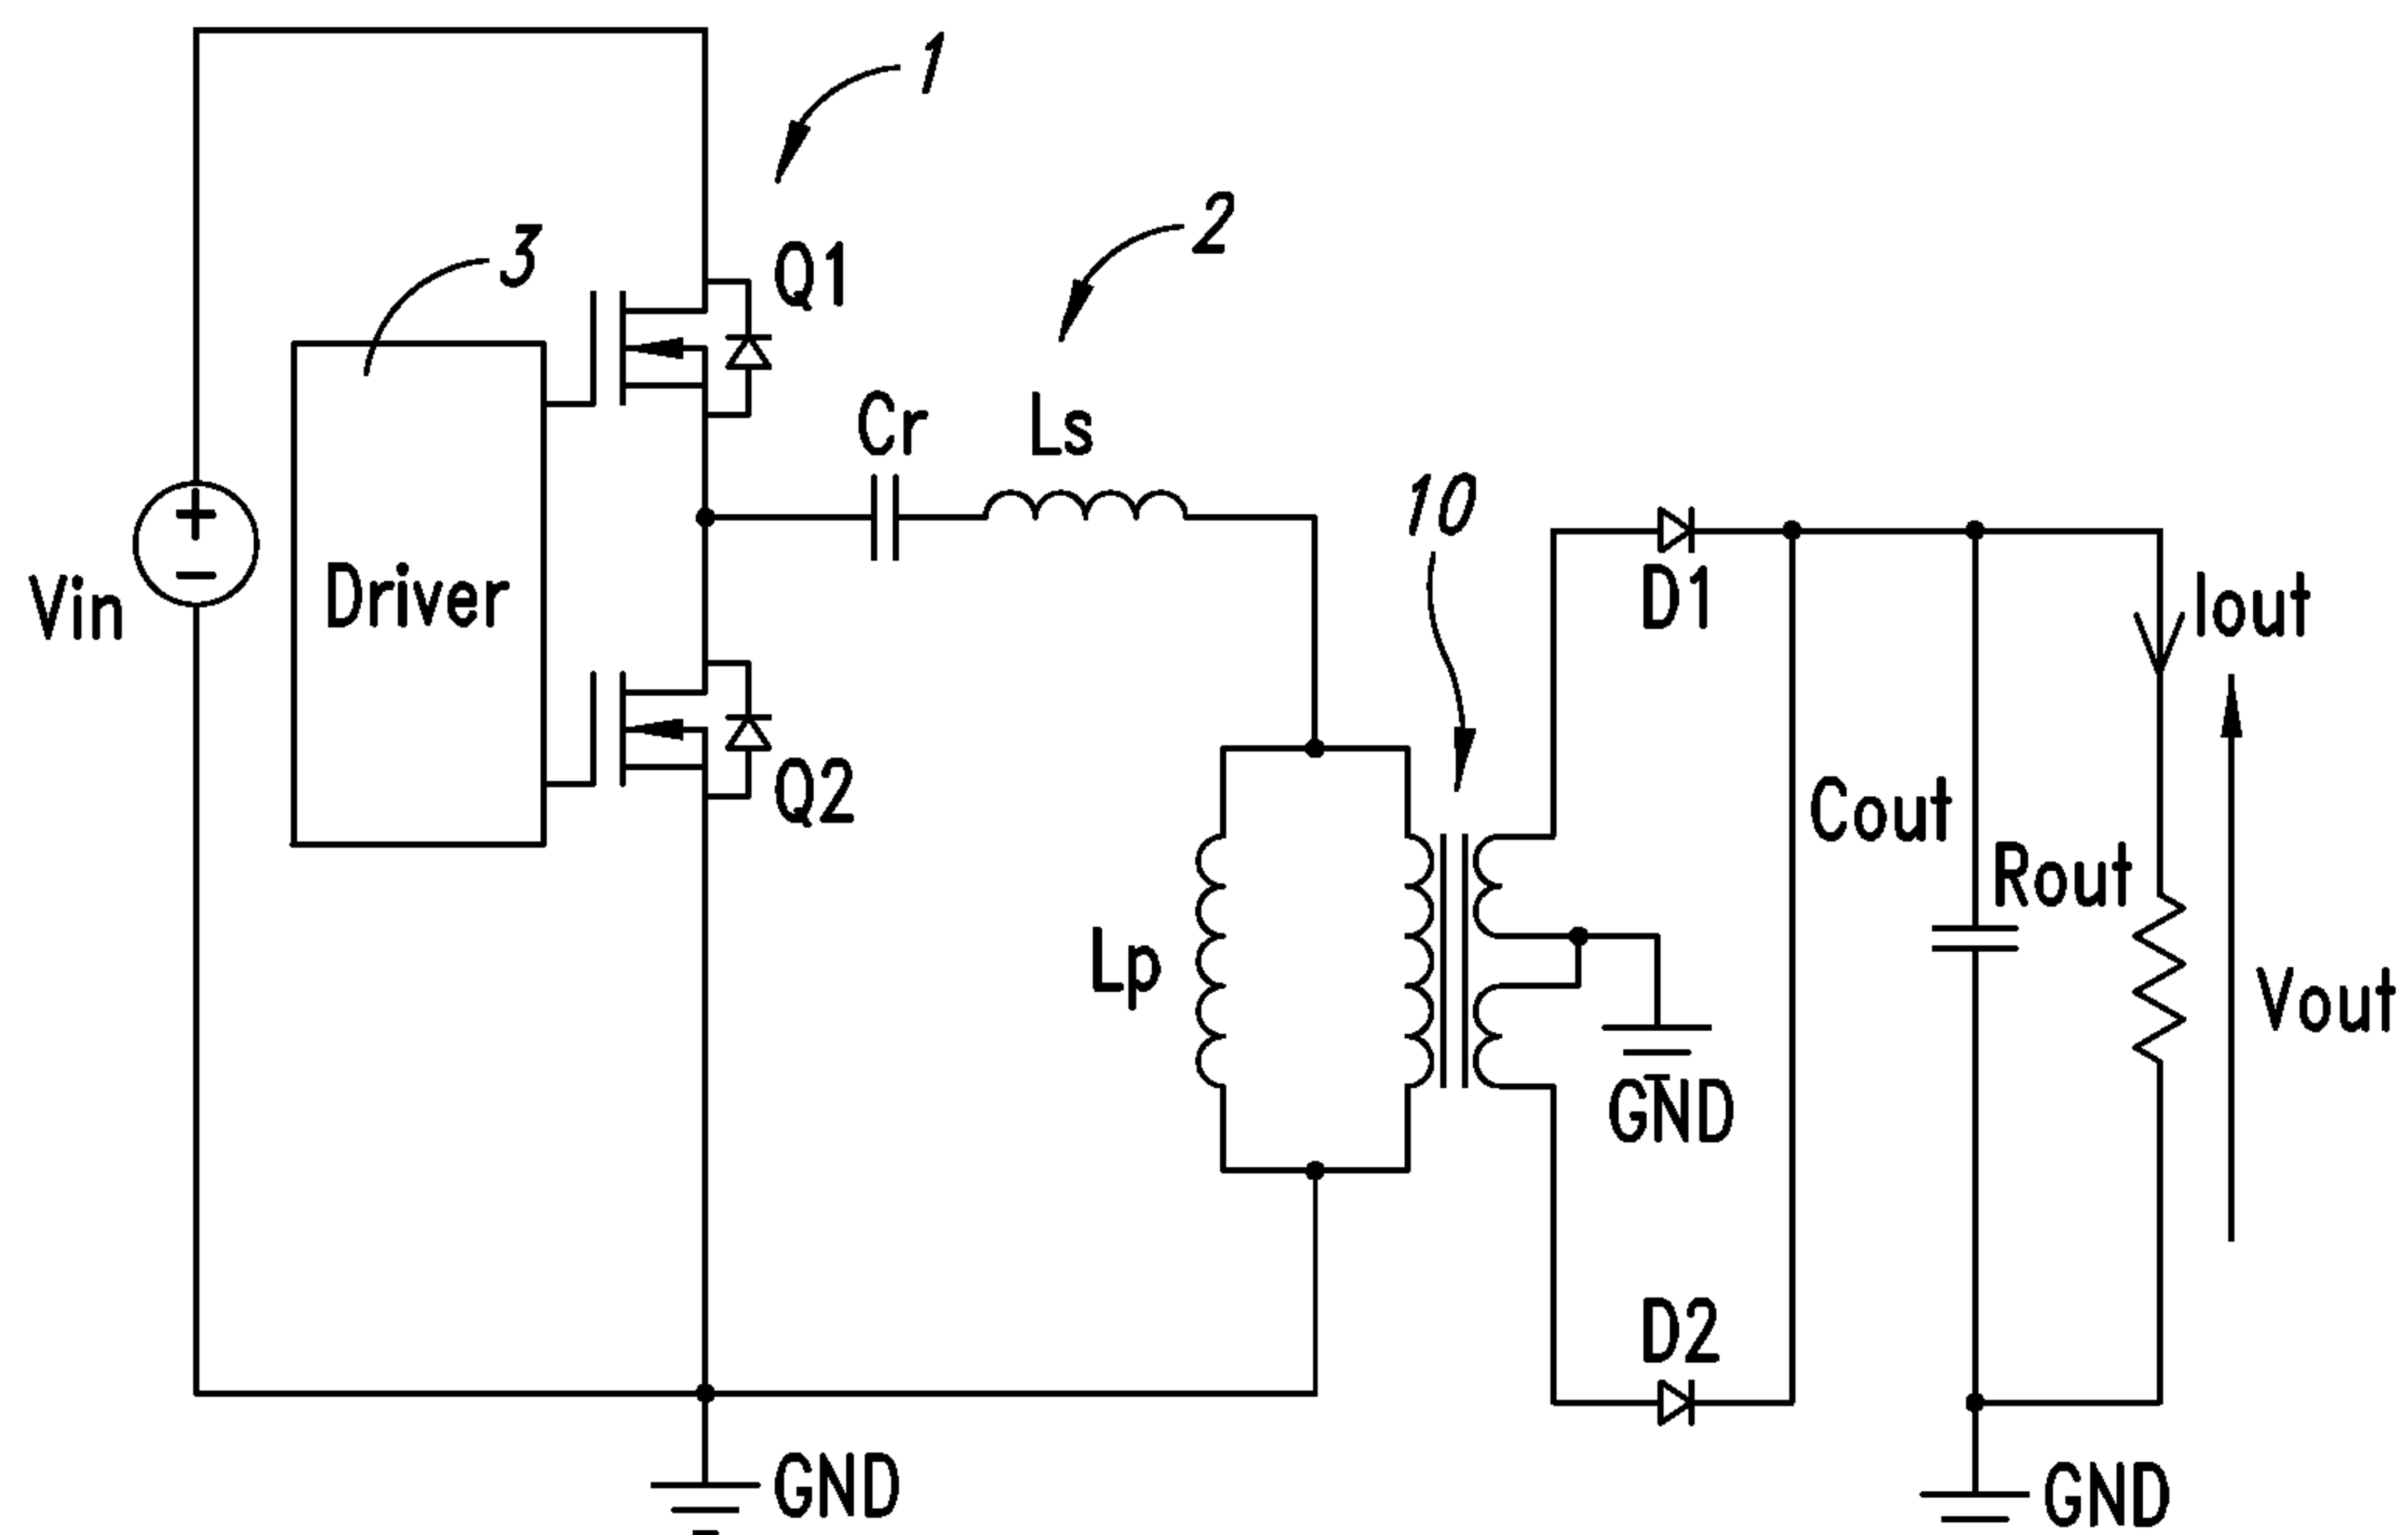 1
2
3
Q1
Cr
Ls
10
Vin
Driver
D1
Iout
Q2
Cout
Rout
Lp
Vout
GND
D2
GND
GND